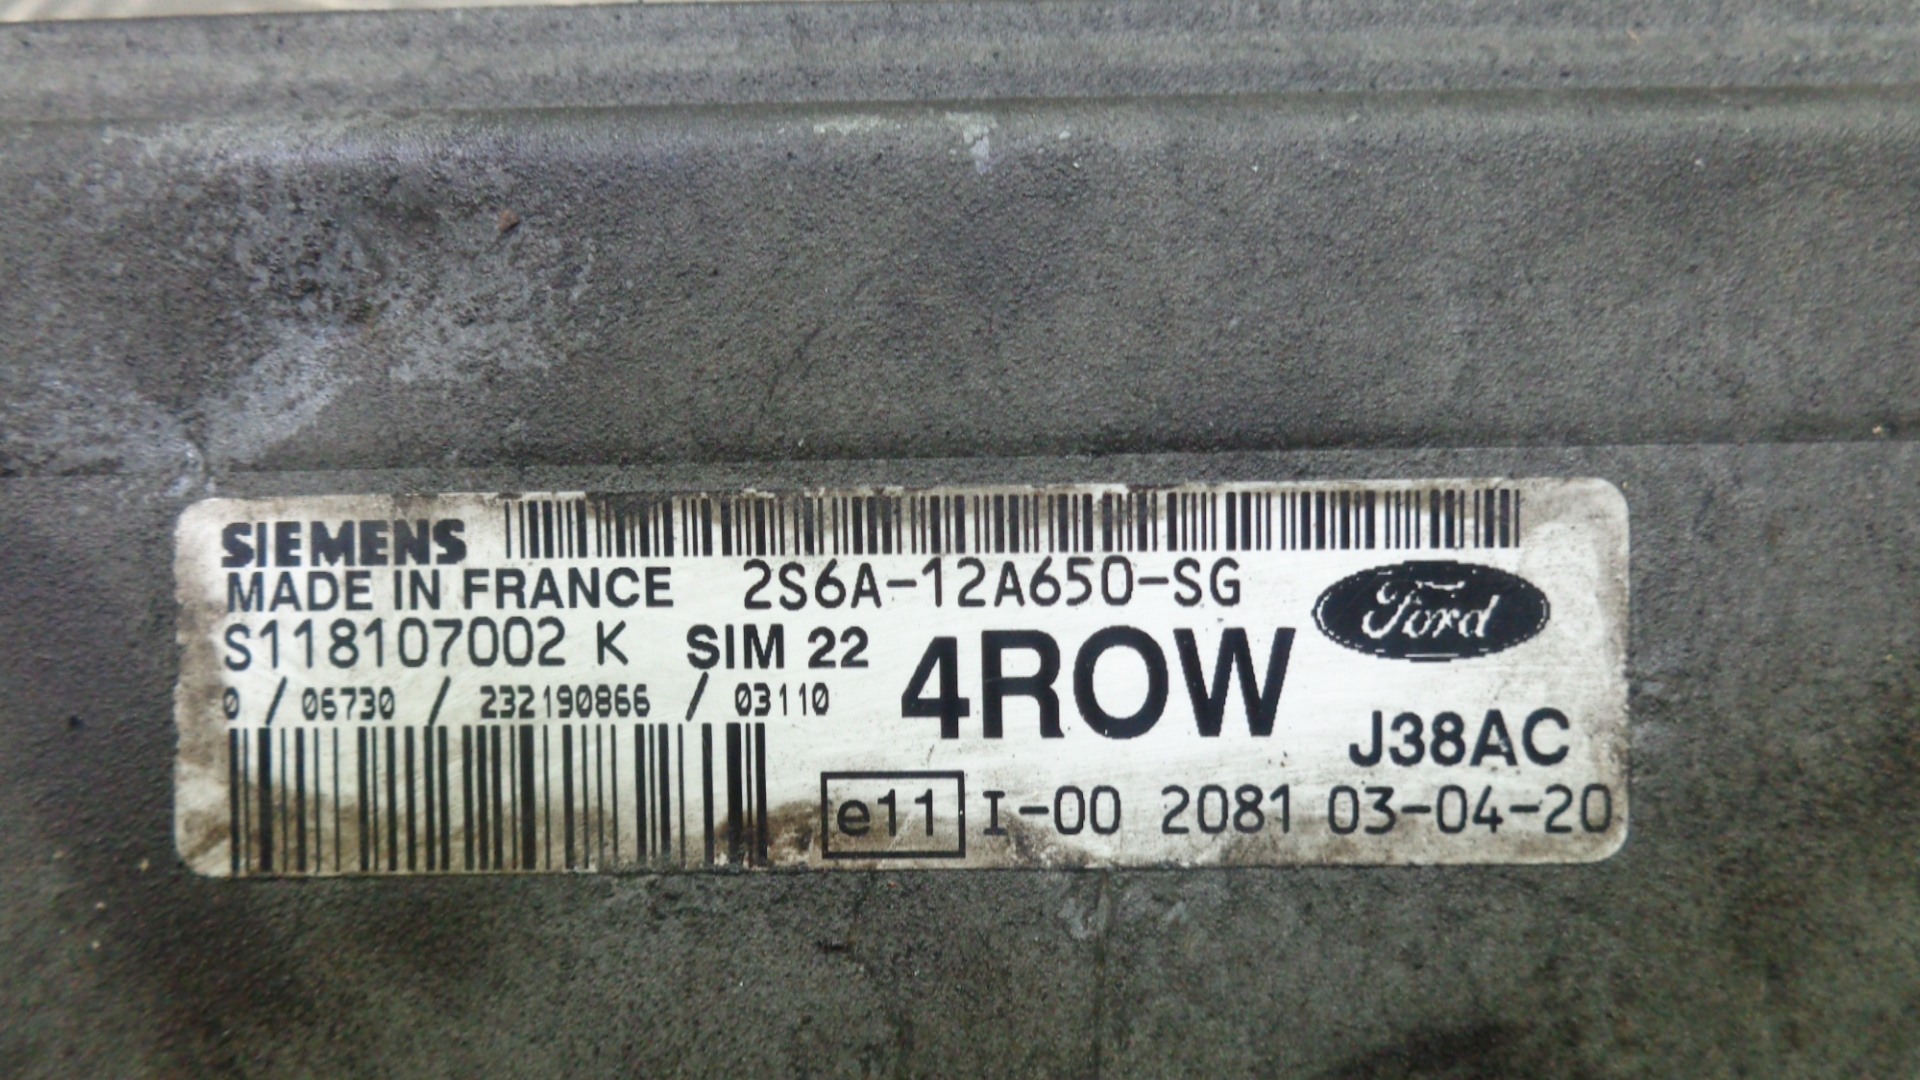 SIEMENS
MADE IN FRANCE 2S6A-12A650-SG
Ford
S118107002 K SIM 22 4ROW
0 / 06730 / 232190866 / 03110
J38AC
e11 I-00 2081 03-04-20